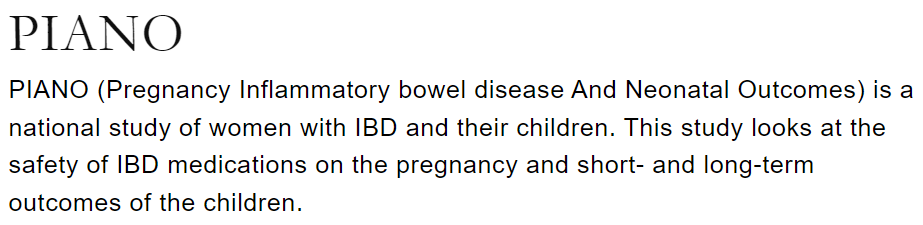 PIANO
PIANO (Pregnancy Inflammatory bowel disease And Neonatal Outcomes) is a
national study of women with IBD and their children. This study looks at the
safety of IBD medications on the pregnancy and short- and long-term
outcomes of the children.